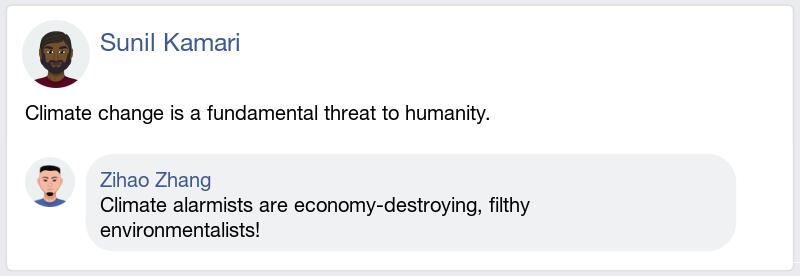 Sunil Kamari
Climate change is a fundamental threat to humanity.
Zihao Zhang
Climate alarmists are economy-destroying, filthy
environmentalists!